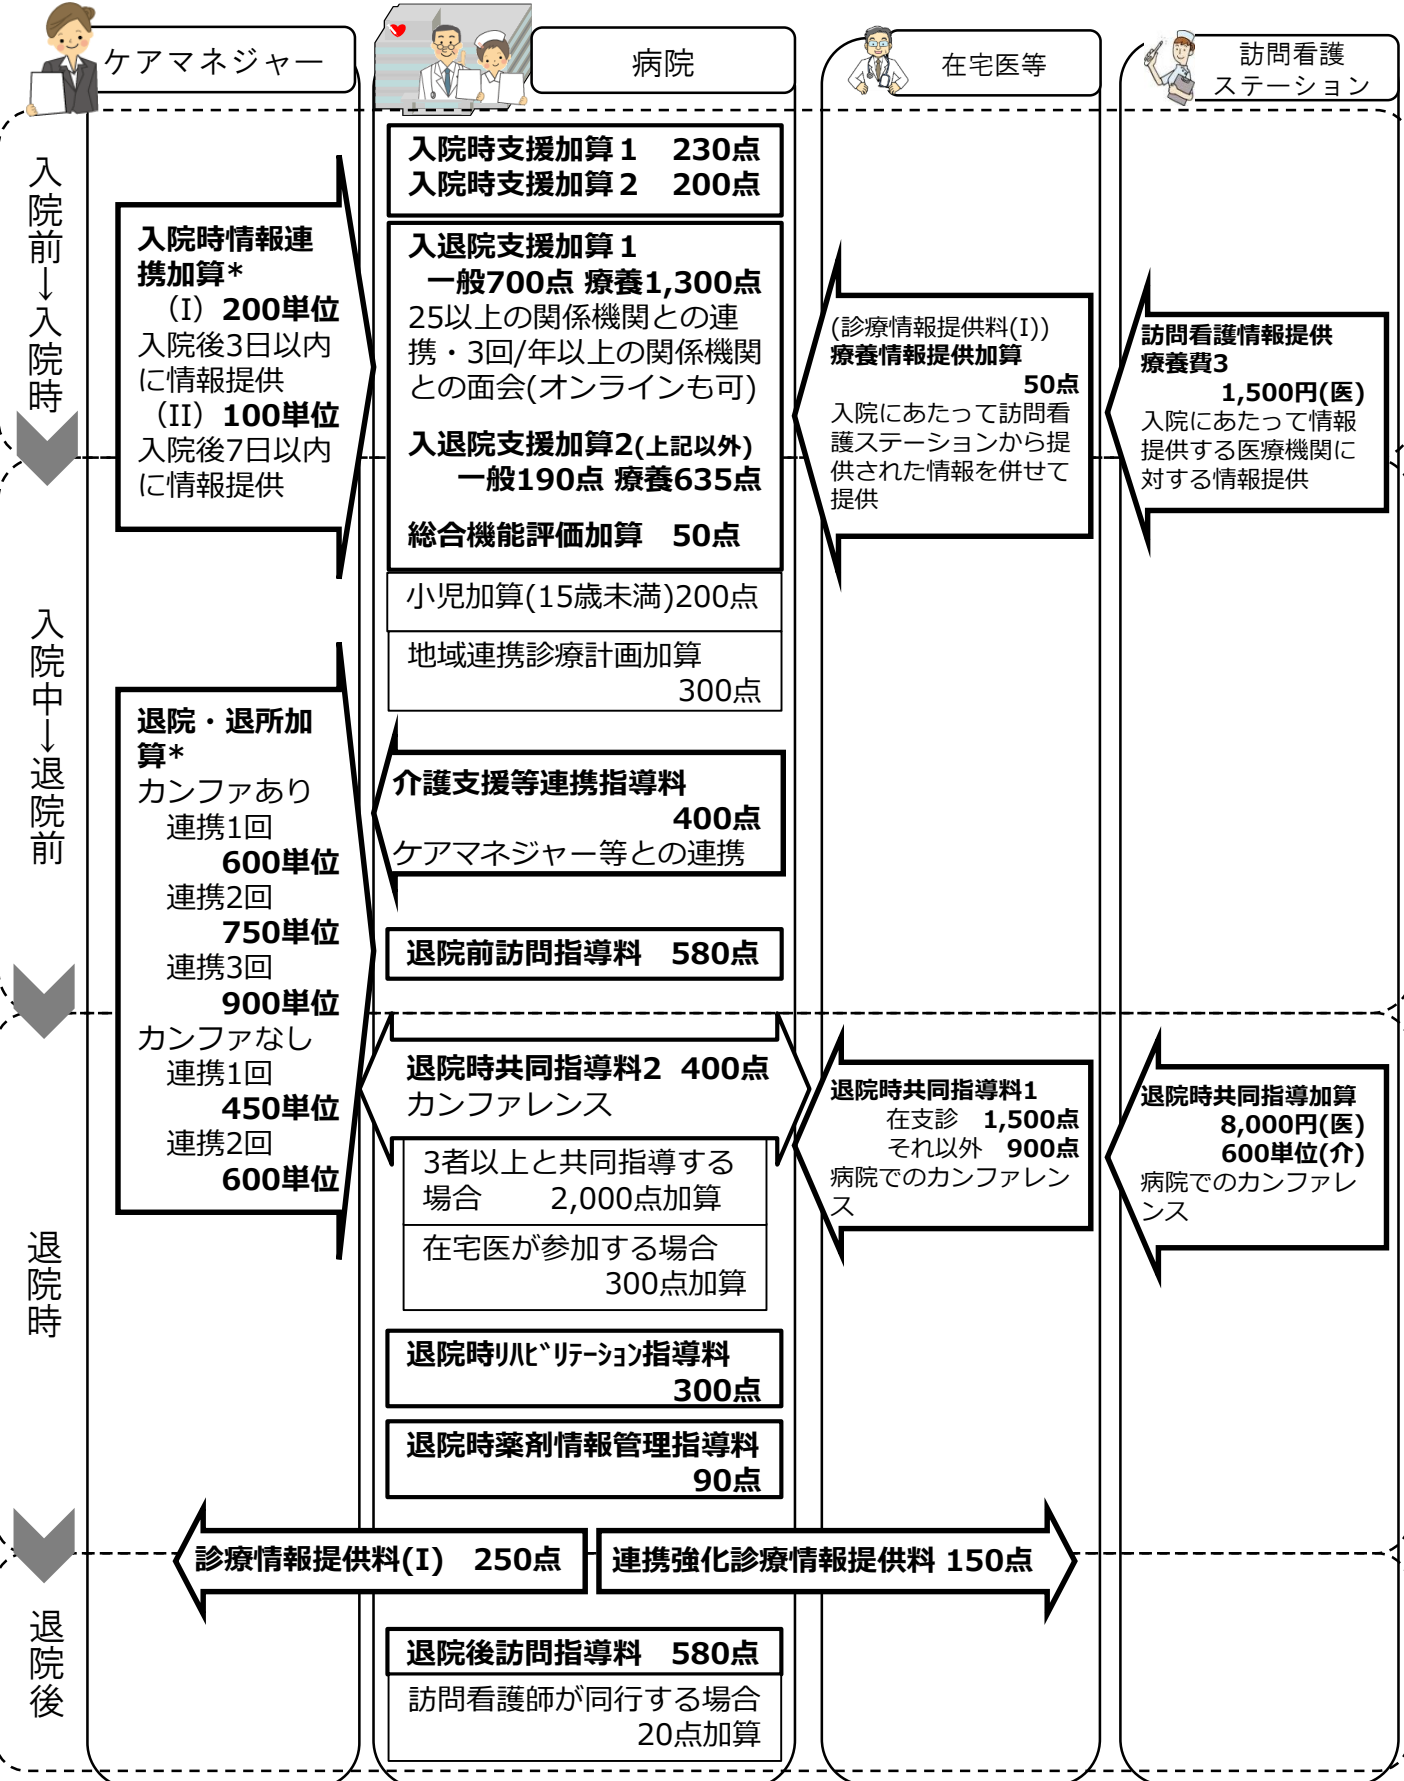 ケアマネジャー
病院
在宅医等
訪問看護
ステーション
入院前→入院時
入院時情報連
携加算*
（I）200単位
入院後3日以内
に情報提供
（II）100単位
入院後7日以内
に情報提供
入院時支援加算１　230点
入院時支援加算２　200点
入退院支援加算１
一般700点 療養1,300点
25以上の関係機関との連
携・3回/年以上の関係機関
との面会(オンラインも可)
入退院支援加算2(上記以外)
一般190点 療養635点
総合機能評価加算　50点
小児加算(15歳未満)200点
地域連携診療計画加算
300点
(診療情報提供料(I))
療養情報提供加算
50点
入院にあたって訪問看
護ステーションから提
供された情報を併せて
提供
訪問看護情報提供
療養費3
1,500円(医)
入院にあたって情報
提供する医療機関に
対する情報提供
入院中→退院前
退院・退所加
算*
カンファあり
連携1回
600単位
連携2回
750単位
連携3回
900単位
カンファなし
連携1回
450単位
連携2回
600単位
介護支援等連携指導料
400点
ケアマネジャー等との連携
退院前訪問指導料　580点
退院時
退院時共同指導料2 400点
カンファレンス
3者以上と共同指導する
場合　　2,000点加算
在宅医が参加する場合
300点加算
退院時共同指導料1
在支診　1,500点
それ以外　900点
病院でのカンファレン
ス
退院時共同指導加算
8,000円(医)
600単位(介)
病院でのカンファレ
ンス
退院時ﾘﾊﾋﾞﾘﾃｰｼｮﾝ指導料
300点
退院時薬剤情報管理指導料
90点
診療情報提供料(I)　250点
連携強化診療情報提供料 150点
退院後
退院後訪問指導料　580点
訪問看護師が同行する場合
20点加算